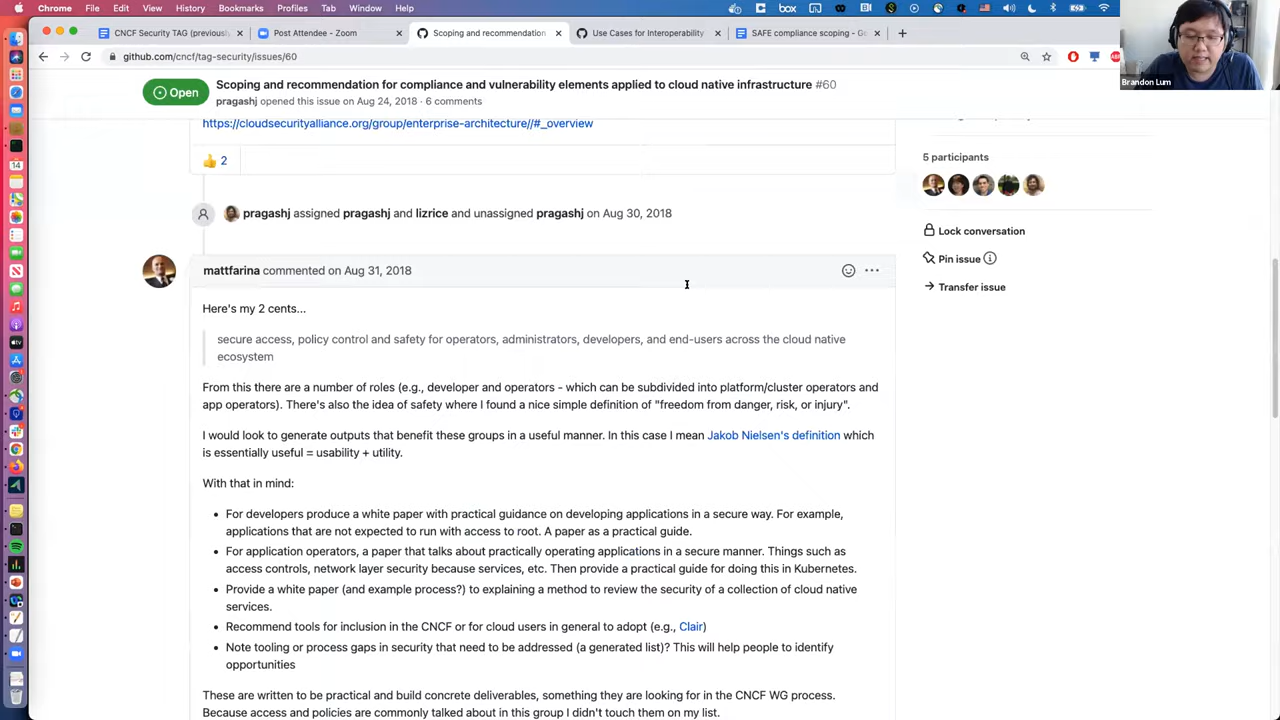 Chrome File Edit View History Bookmarks Profiles Tab Window Help
CNCF Security TAG (previously
Post Attendee - Zoom
Scoping and recommendation
Use Cases for Interoperability
SAFE compliance scoping - Go
github.com/cncf/tag-security/issues/60
Brandon Lum
Open
Scoping and recommendation for compliance and vulnerability elements applied to cloud native infrastructure #60
pragashj opened this issue on Aug 24, 2018 · 6 comments
https://cloudsecurityalliance.org/group/enterprise-architecture//#_overview
2
5 participants
pragashj assigned pragashj and lizrice and unassigned pragashj on Aug 30, 2018
Lock conversation
Pin issue
Transfer issue
mattfarina commented on Aug 31, 2018
Here's my 2 cents...
secure access, policy control and safety for operators, administrators, developers, and end-users across the cloud native
ecosystem
From this there are a number of roles (e.g., developer and operators - which can be subdivided into platform/cluster operators and
app operators). There's also the idea of safety where I found a nice simple definition of "freedom from danger, risk, or injury".
I would look to generate outputs that benefit these groups in a useful manner. In this case I mean Jakob Nielsen's definition which
is essentially useful = usability + utility.
With that in mind:
• For developers produce a white paper with practical guidance on developing applications in a secure way. For example,
applications that are not expected to run with access to root. A paper as a practical guide.
• For application operators, a paper that talks about practically operating applications in a secure manner. Things such as
access controls, network layer security because services, etc. Then provide a practical guide for doing this in Kubernetes.
• Provide a white paper (and example process?) to explaining a method to review the security of a collection of cloud native
services.
• Recommend tools for inclusion in the CNCF or for cloud users in general to adopt (e.g., Clair)
• Note tooling or process gaps in security that need to be addressed (a generated list)? This will help people to identify
opportunities
These are written to be practical and build concrete deliverables, something they are looking for in the CNCF WG process.
Because access and policies are commonly talked about in this group I didn't touch them on my list.